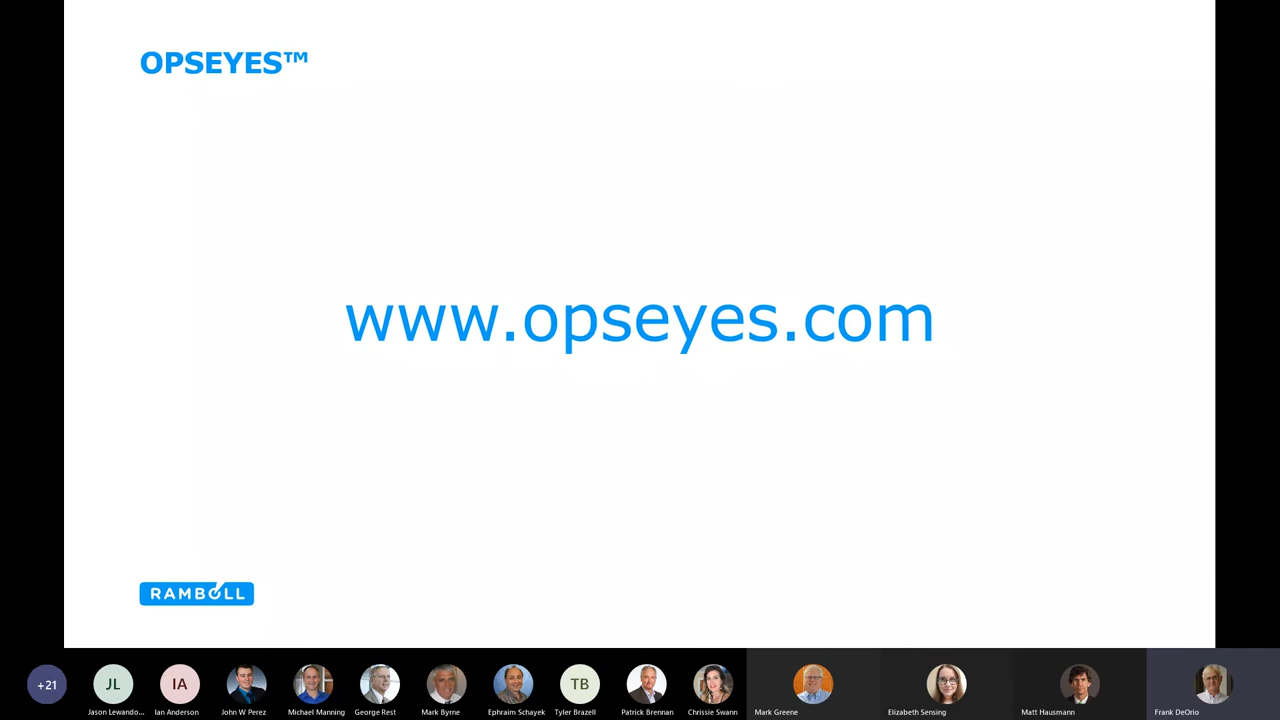 OPSEYES™
www.opseyes.com
RAMBOLL
+21
JL
IA
TB
Jason Lewando...
Ian Anderson
John W Perez
Michael Manning
George Rest
Mark Byrne
Ephraim Schayek
Tyler Brazell
Patrick Brennan
Chrissie Swann
Mark Greene
Elizabeth Sensing
Matt Hausmann
Frank DeOrio